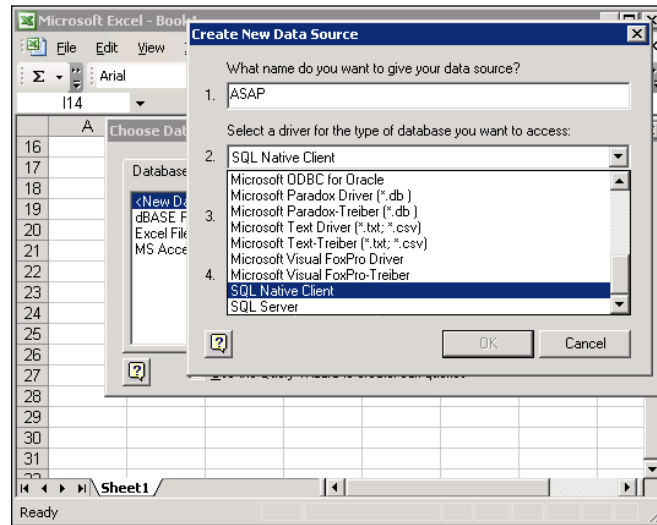 Microsoft Excel - Book
File Edit View
Arial
I14
A
16
17
18
19
20
21
22
23
24
25
26
27
28
29
30
31
Choose Dat
Database
<New Da
dBASE F
Excel File
MS Acce
Create New Data Source
What name do you want to give your data source?
1. ASAP
Select a driver for the type of database you want to access:
2. SQL Native Client
Microsoft ODBC for Oracle
Microsoft Paradox Driver (*.db )
Microsoft Paradox-Treiber (*.db )
3.
Microsoft Text Driver (*.txt; *.csv)
Microsoft Text-Treiber (*.txt; *.csv)
Microsoft Visual FoxPro Driver
4. Microsoft Visual FoxPro-Treiber
SQL Native Client
SQL Server
OK Cancel
Sheet1
Ready